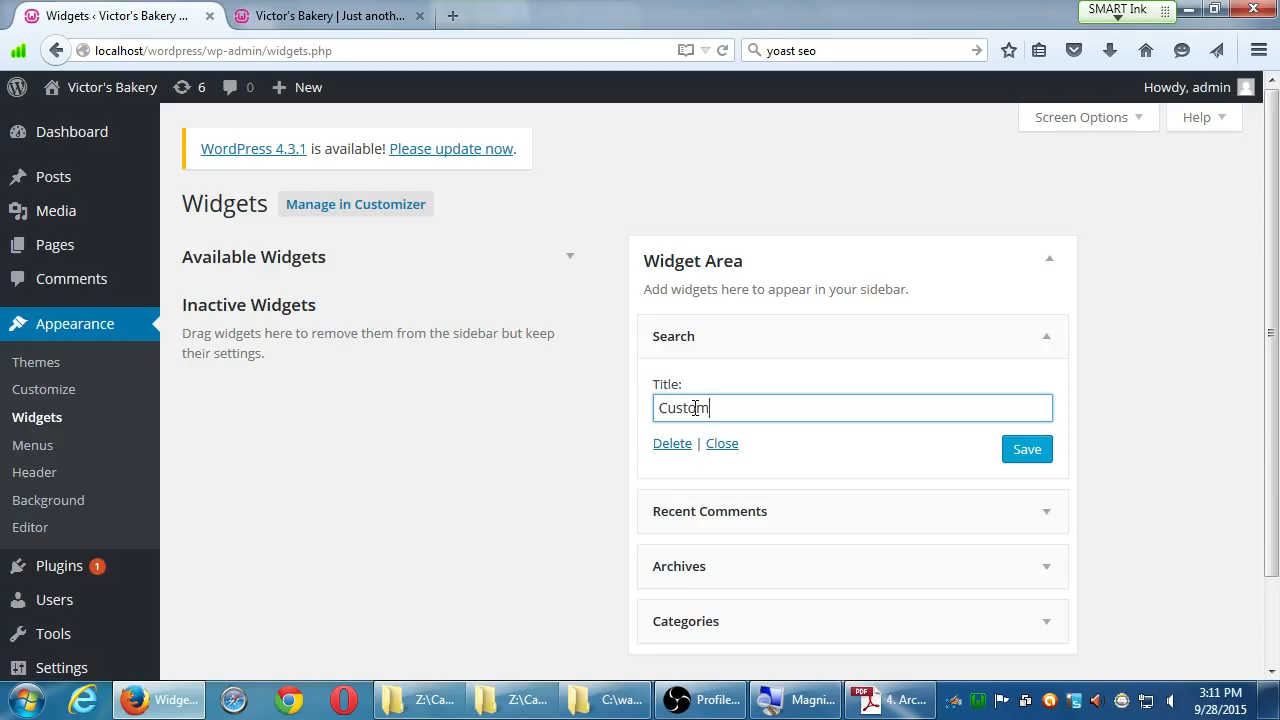 Widgets ‹ Victor's Bakery ...
Victor's Bakery | Just anoth...
SMART Ink
localhost/wordpress/wp-admin/widgets.php
yoast seo
Victor's Bakery
6
0
New
Howdy, admin
Screen Options
Help
Dashboard
Posts
Media
Pages
Comments
Appearance
Themes
Customize
Widgets
Menus
Header
Background
Editor
Plugins 1
Users
Tools
Settings
WordPress 4.3.1 is available! Please update now.
Widgets
Manage in Customizer
Available Widgets
Inactive Widgets
Drag widgets here to remove them from the sidebar but keep
their settings.
Widget Area
Add widgets here to appear in your sidebar.
Search
Title:
Custom
Delete | Close
Save
Recent Comments
Archives
Categories
Widge...
Z:\Ca...
Z:\Ca...
C:\wa...
Profile...
Magni...
PDF
4. Arc...
3:11 PM
9/28/2015